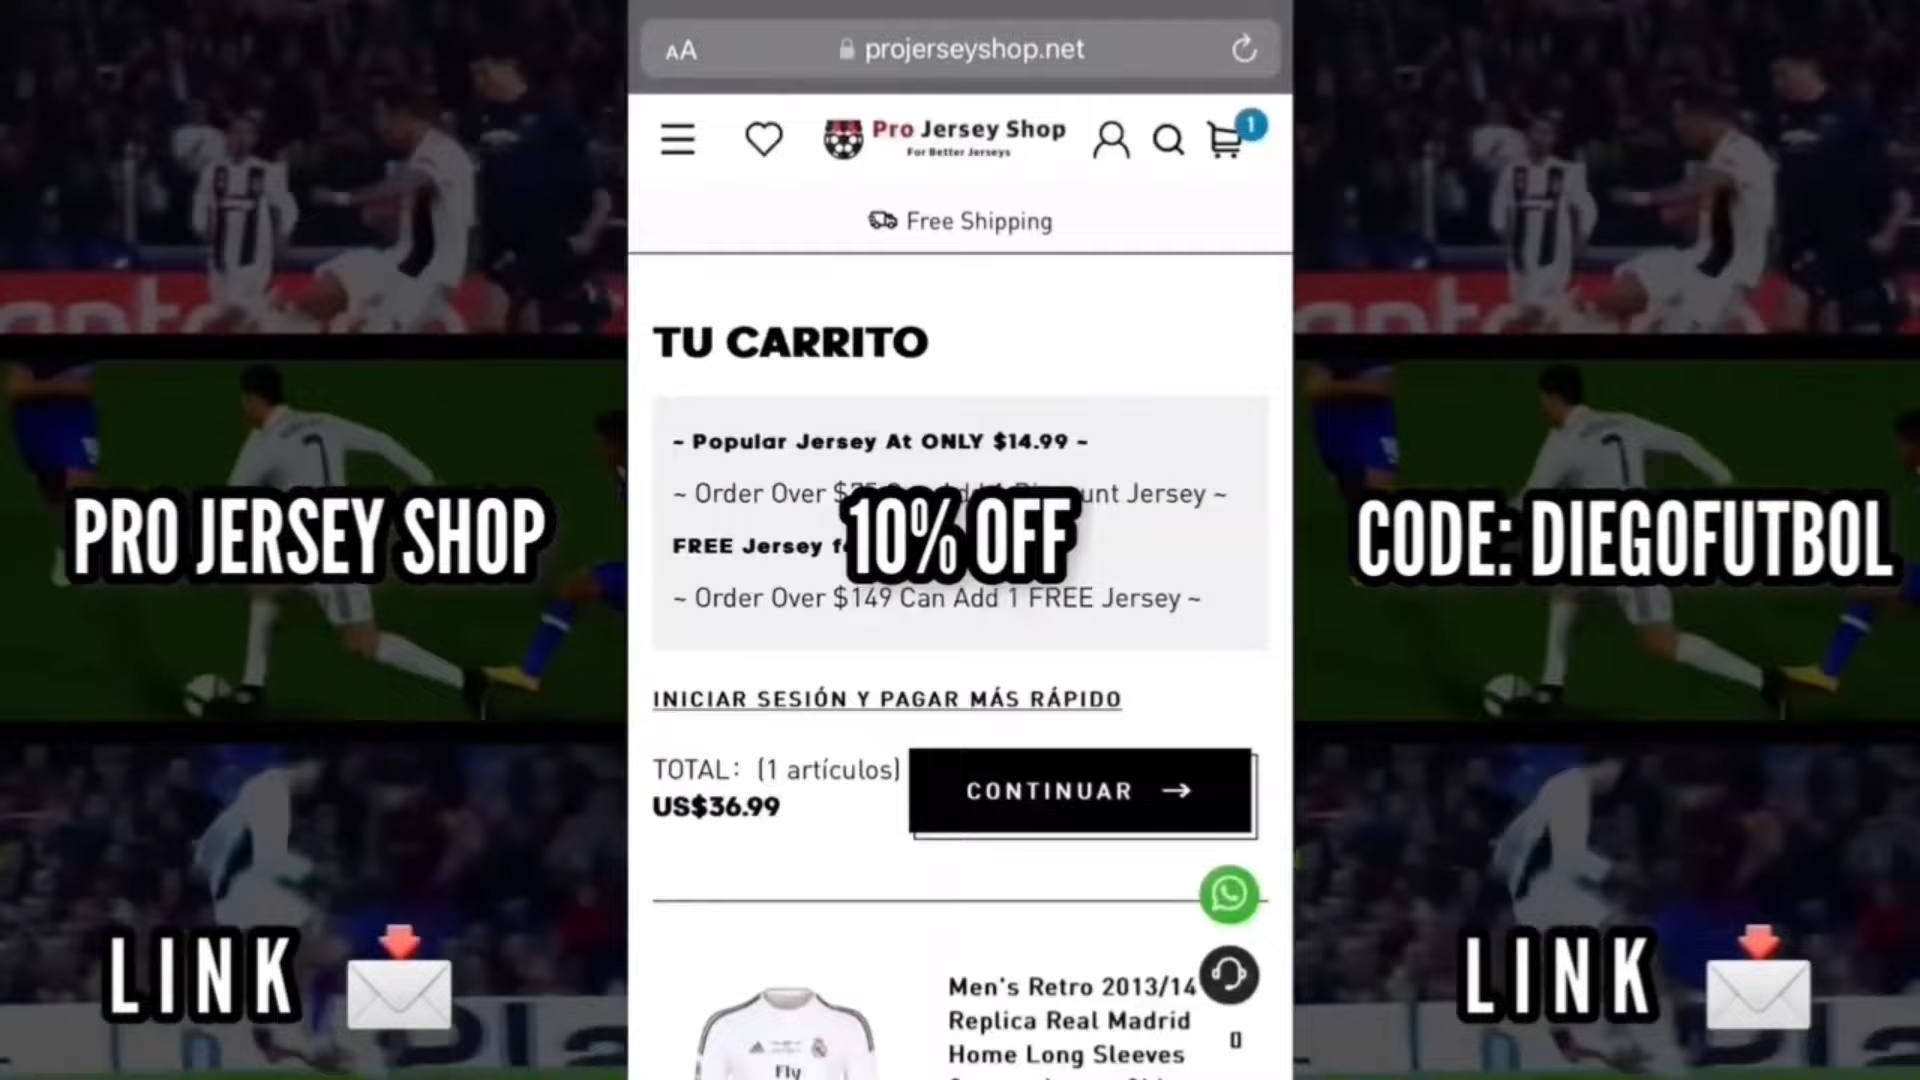 AA
projerseyshop.net
Pro Jersey Shop
For Better Jerseys
1
Free Shipping
TU CARRITO
~ Popular Jersey At ONLY $14.99 ~
~ Order Over Jersey ~
FREE Jersey
~ Order Over $149 Can Add 1 FREE Jersey ~
PRO JERSEY SHOP
10% OFF
CODE: DIEGOFUTBOL
INICIAR SESIÓN Y PAGAR MÁS RÁPIDO
TOTAL: (1 artículos)
US$36.99
CONTINUAR →
LINK
LINK
Men's Retro 2013/14
Replica Real Madrid
Home Long Sleeves
Fly
7
7